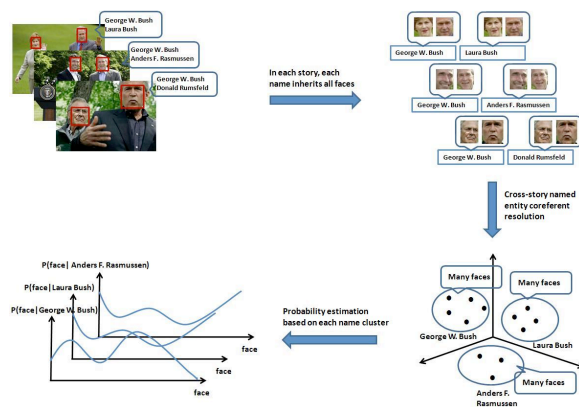 George W. Bush
Laura Bush
George W. Bush
Anders F. Rasmussen
George W. Bush
Donald Rumsfeld
In each story, each
name inherits all faces
George W. Bush
Laura Bush
George W. Bush
Anders F. Rasmussen
George W. Bush
Donald Rumsfeld
Cross-story named
entity coreferent
resolution
Many faces
Many faces
George W. Bush
Laura Bush
Many faces
Anders F.
Rasmussen
Probability estimation
based on each name cluster
P(face| Anders F. Rasmussen)
P(face|Laura Bush)
P(face|George W. Bush)
face
face
face